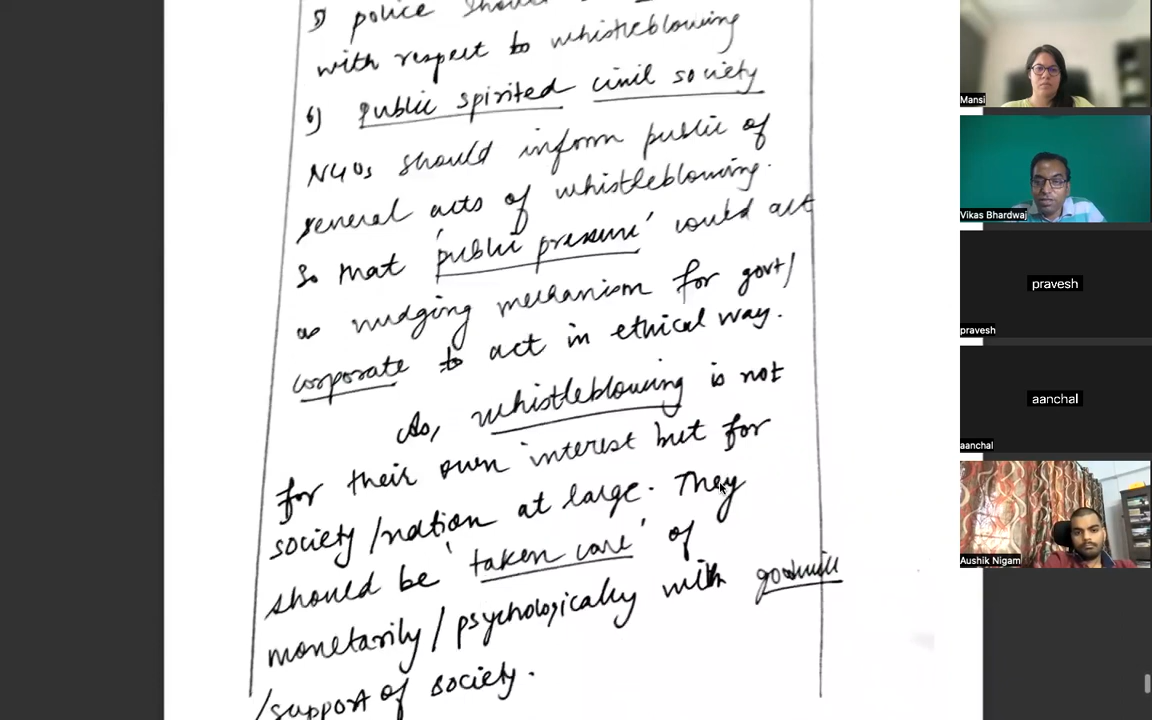 5) police should
with respect to whistleblowing
6) public spirited civil society
NGOs should inform public of
general acts of whistleblowing.
So that 'public pressure' could act
as nudging mechanism for govt/
corporate to act in ethical way.
So, whistleblowing is not
for their own interest but for
society/nation at large. They
should be 'taken care' of
monetarily/psychologically with goodwill
/support of society.
Mansi
Vikas Bhardwaj
pravesh
pravesh
aanchal
aanchal
Aushik Nigam